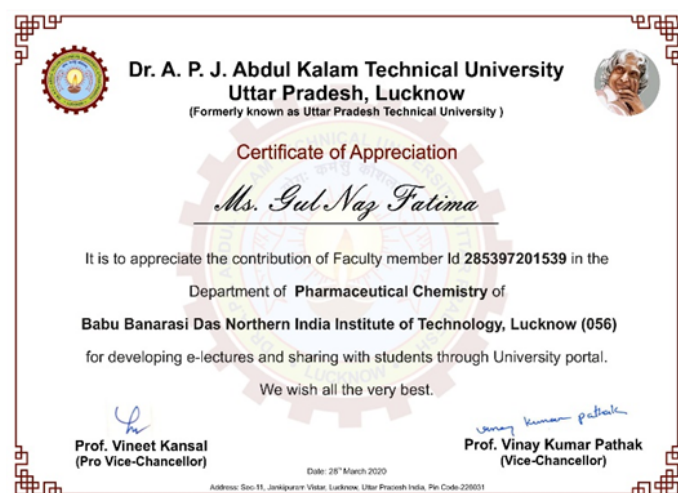 Dr. A. P. J. Abdul Kalam Technical University
Uttar Pradesh, Lucknow
(Formerly known as Uttar Pradesh Technical University )
Certificate of Appreciation
Ms. Gul Naz Fatima
It is to appreciate the contribution of Faculty member Id 285397201539 in the
Department of Pharmaceutical Chemistry of
Babu Banarasi Das Northern India Institute of Technology, Lucknow (056)
for developing e-lectures and sharing with students through University portal.
We wish all the very best.
vinay kumar pathak
Prof. Vineet Kansal
(Pro Vice-Chancellor)
Prof. Vinay Kumar Pathak
(Vice-Chancellor)
Date: 28th March 2020
Address: Sec-11, Jankipuram Vistar, Lucknow, Uttar Pradesh India, Pin Code-226031